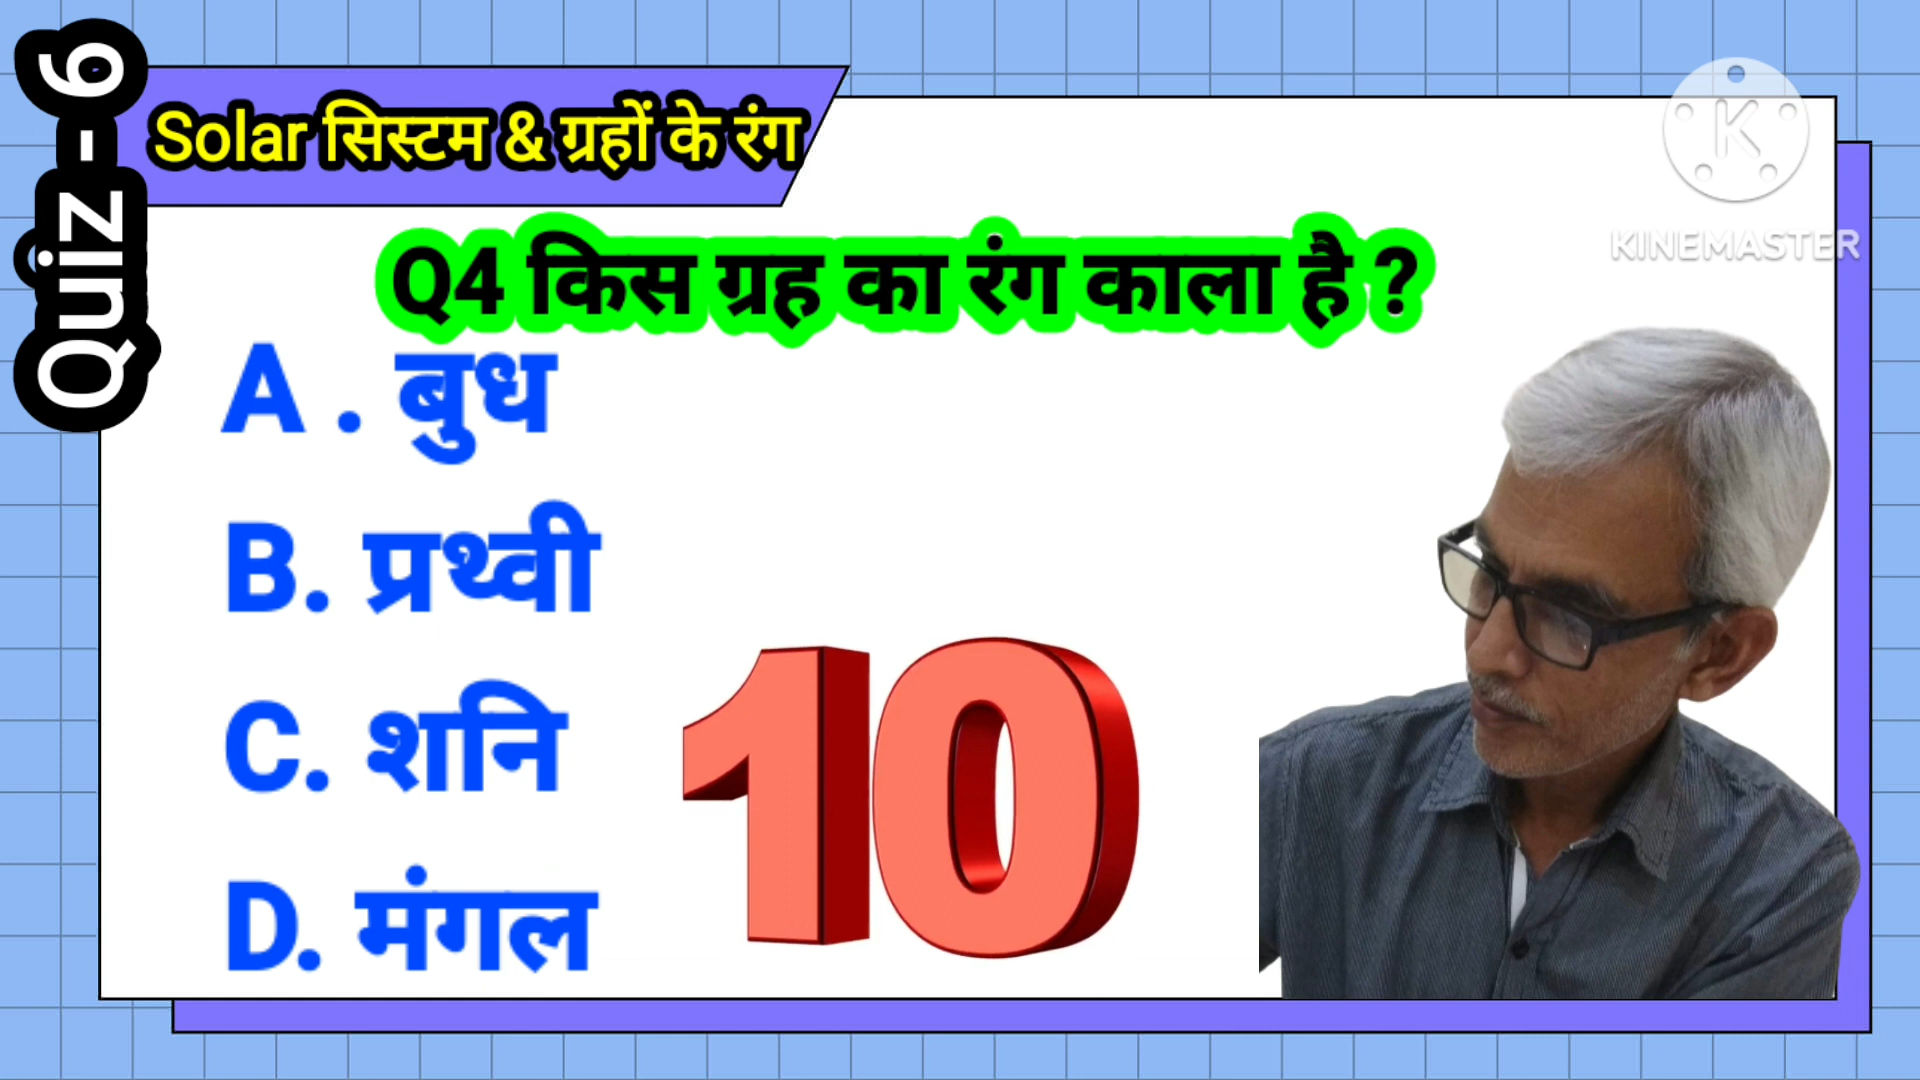 Quiz - 6
Solar सिस्टम & ग्रहों के रंग
K
KINEMASTER
Q4 किस ग्रह का रंग काला है ?
A . बुध
B. प्रथ्वी
C. शनि
D. मंगल
10